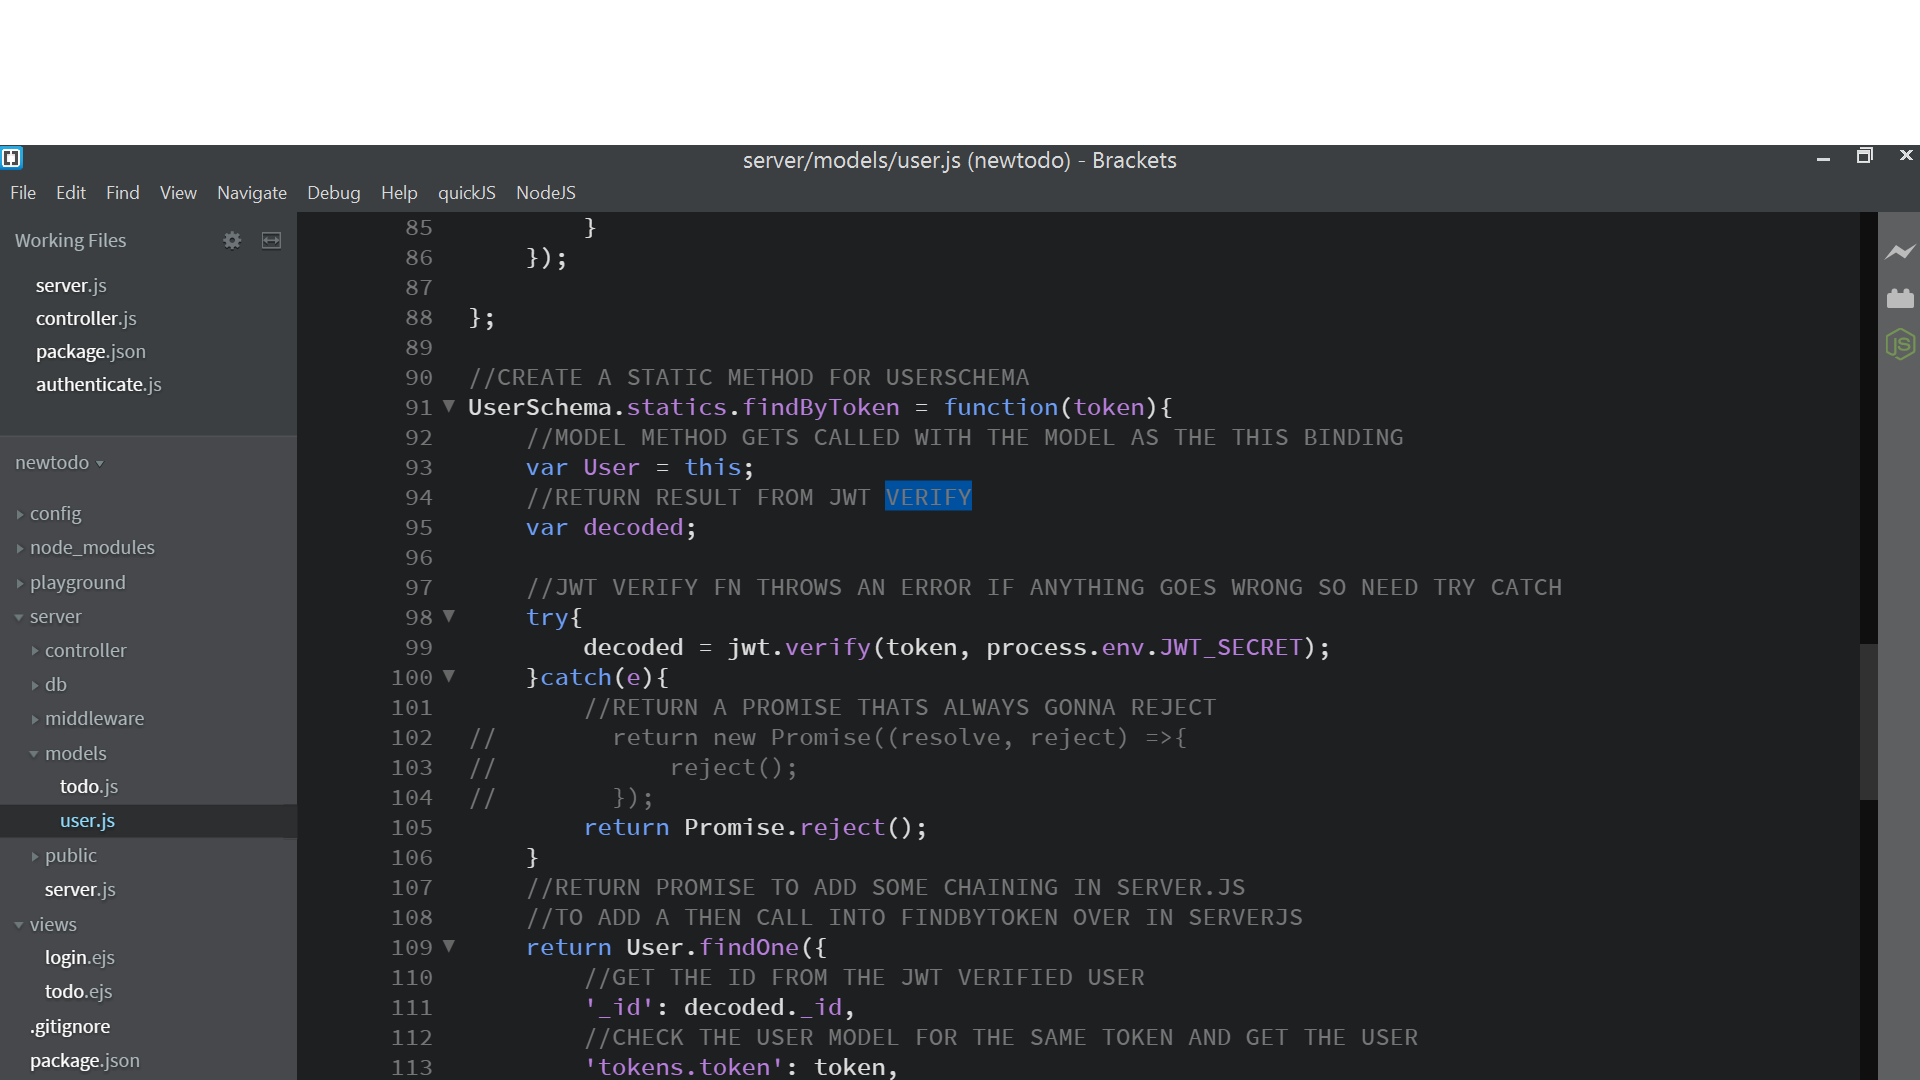 server/models/user.js (newtodo) - Brackets
File Edit Find View Navigate Debug Help quickJS NodeJS
Working Files
server.js
controller.js
package.json
authenticate.js
newtodo
config
node_modules
playground
server
controller
db
middleware
models
todo.js
user.js
public
server.js
views
login.ejs
todo.ejs
.gitignore
package.json
85         }
86     });
87
88 };
89
90 //CREATE A STATIC METHOD FOR USERSCHEMA
91 UserSchema.statics.findByToken = function(token){
92     //MODEL METHOD GETS CALLED WITH THE MODEL AS THE THIS BINDING
93     var User = this;
94     //RETURN RESULT FROM JWT VERIFY
95     var decoded;
96
97     //JWT VERIFY FN THROWS AN ERROR IF ANYTHING GOES WRONG SO NEED TRY CATCH
98     try{
99         decoded = jwt.verify(token, process.env.JWT_SECRET);
100     }catch(e){
101         //RETURN A PROMISE THATS ALWAYS GONNA REJECT
102 //        return new Promise((resolve, reject) =>{
103 //            reject();
104 //        });
105         return Promise.reject();
106     }
107     //RETURN PROMISE TO ADD SOME CHAINING IN SERVER.JS
108     //TO ADD A THEN CALL INTO FINDBYTOKEN OVER IN SERVERJS
109     return User.findOne({
110         //GET THE ID FROM THE JWT VERIFIED USER
111         '_id': decoded._id,
112         //CHECK THE USER MODEL FOR THE SAME TOKEN AND GET THE USER
113         'tokens.token': token,
JS